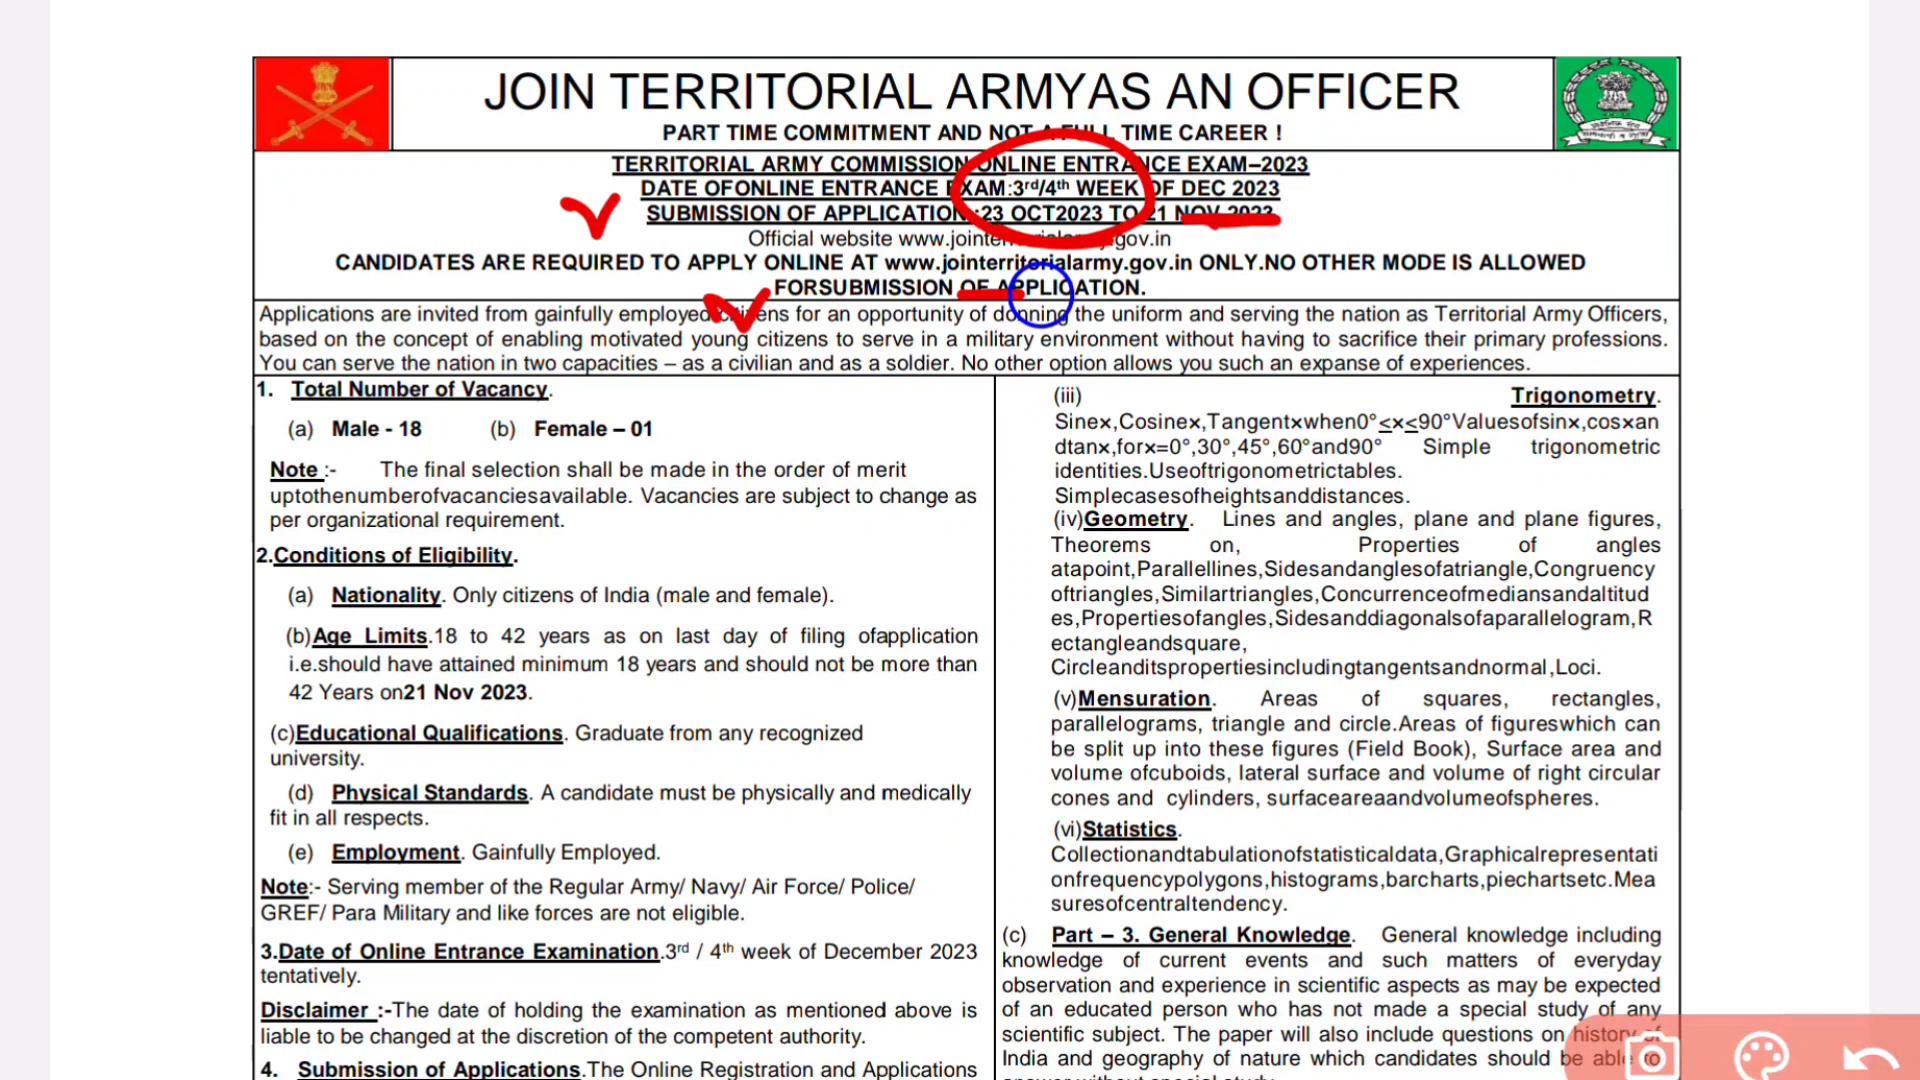 JOIN TERRITORIAL ARMYAS AN OFFICER
PART TIME COMMITMENT AND NOT A FULL TIME CAREER !
TERRITORIAL ARMY COMMISSION ONLINE ENTRANCE EXAM–2023
DATE OFONLINE ENTRANCE EXAM:3rd/4th WEEK OF DEC 2023
SUBMISSION OF APPLICATION :23 OCT2023 TO 21 NOV 2023
Official website www.jointerritorialarmy.gov.in
CANDIDATES ARE REQUIRED TO APPLY ONLINE AT www.jointerritorialarmy.gov.in ONLY.NO OTHER MODE IS ALLOWED
FORSUBMISSION OF APPLICATION.
Applications are invited from gainfully employed citizens for an opportunity of donning the uniform and serving the nation as Territorial Army Officers,
based on the concept of enabling motivated young citizens to serve in a military environment without having to sacrifice their primary professions.
You can serve the nation in two capacities – as a civilian and as a soldier. No other option allows you such an expanse of experiences.
1. Total Number of Vacancy.
(a) Male - 18 (b) Female – 01
Note :- The final selection shall be made in the order of merit
uptothenumberofvacanciesavailable. Vacancies are subject to change as
per organizational requirement.
2.Conditions of Eligibility.
(a) Nationality. Only citizens of India (male and female).
(b)Age Limits.18 to 42 years as on last day of filing ofapplication
i.e.should have attained minimum 18 years and should not be more than
42 Years on21 Nov 2023.
(c)Educational Qualifications. Graduate from any recognized
university.
(d) Physical Standards. A candidate must be physically and medically
fit in all respects.
(e) Employment. Gainfully Employed.
Note:- Serving member of the Regular Army/ Navy/ Air Force/ Police/
GREF/ Para Military and like forces are not eligible.
3.Date of Online Entrance Examination.3rd / 4th week of December 2023
tentatively.
Disclaimer :-The date of holding the examination as mentioned above is
liable to be changed at the discretion of the competent authority.
4. Submission of Applications.The Online Registration and Applications
(iii) Trigonometry.
Sinex,Cosinex,Tangentxwhen0°≤x≤90°Valuesofsinx,cosxan
dtanx,forx=0°,30°,45°,60°and90° Simple trigonometric
identities.Useoftrigonometrictables.
Simplecasesofheightsanddistances.
(iv)Geometry. Lines and angles, plane and plane figures,
Theorems on, Properties of angles
atapoint,Parallellines,Sidesandanglesofatriangle,Congruency
oftriangles,Similartriangles,Concurrenceofmediansandaltitud
es,Propertiesofangles,Sidesanddiagonalsofaparallelogram,R
ectangleandsquare,
Circleanditspropertiesincludingtangentsandnormal,Loci.
(v)Mensuration. Areas of squares, rectangles,
parallelograms, triangle and circle.Areas of figureswhich can
be split up into these figures (Field Book), Surface area and
volume ofcuboids, lateral surface and volume of right circular
cones and cylinders, surfaceareaandvolumeofspheres.
(vi)Statistics.
Collectionandtabulationofstatisticaldata,Graphicalrepresentati
onfrequencypolygons,histograms,barcharts,piechartsetc.Mea
suresofcentraltendency.
(c) Part – 3. General Knowledge. General knowledge including
knowledge of current events and such matters of everyday
observation and experience in scientific aspects as may be expected
of an educated person who has not made a special study of any
scientific subject. The paper will also include questions on history of
India and geography of nature which candidates should be able to